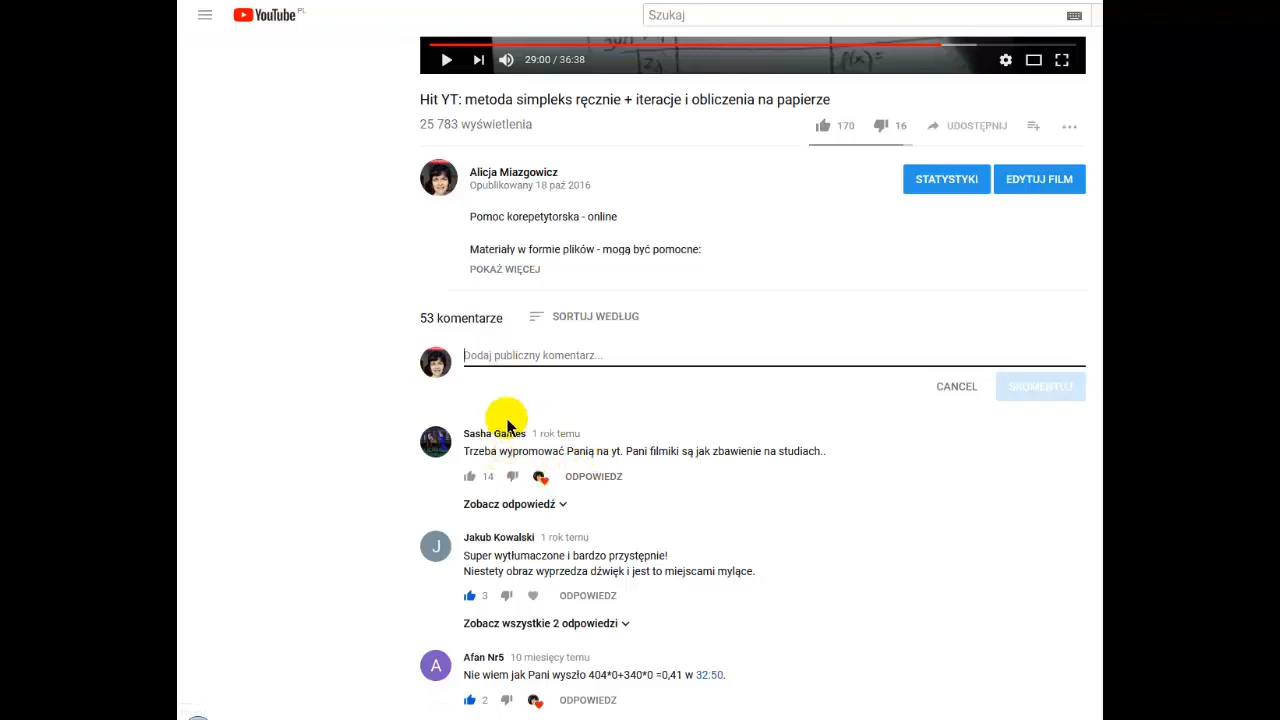 YouTube PL
Szukaj
f(x)=
29:00 / 36:38
Hit YT: metoda simpleks ręcznie + iteracje i obliczenia na papierze
25 783 wyświetlenia
170
16
UDOSTĘPNIJ
Alicja Miazgowicz
Opublikowany 18 paź 2016
STATYSTYKI
EDYTUJ FILM
Pomoc korepetytorska - online
Materiały w formie plików - mogą być pomocne:
POKAŻ WIĘCEJ
53 komentarze
SORTUJ WEDŁUG
Dodaj publiczny komentarz...
CANCEL
SKOMENTUJ
Sasha Games 1 rok temu
Trzeba wypromować Panią na yt. Pani filmiki są jak zbawienie na studiach..
14
ODPOWIEDZ
Zobacz odpowiedź
J
Jakub Kowalski 1 rok temu
Super wytłumaczone i bardzo przystępnie!
Niestety obraz wyprzedza dźwięk i jest to miejscami mylące.
3
ODPOWIEDZ
Zobacz wszystkie 2 odpowiedzi
A
Afan Nr5 10 miesięcy temu
Nie wiem jak Pani wyszło 404*0+340*0 =0,41 w 32:50.
2
ODPOWIEDZ